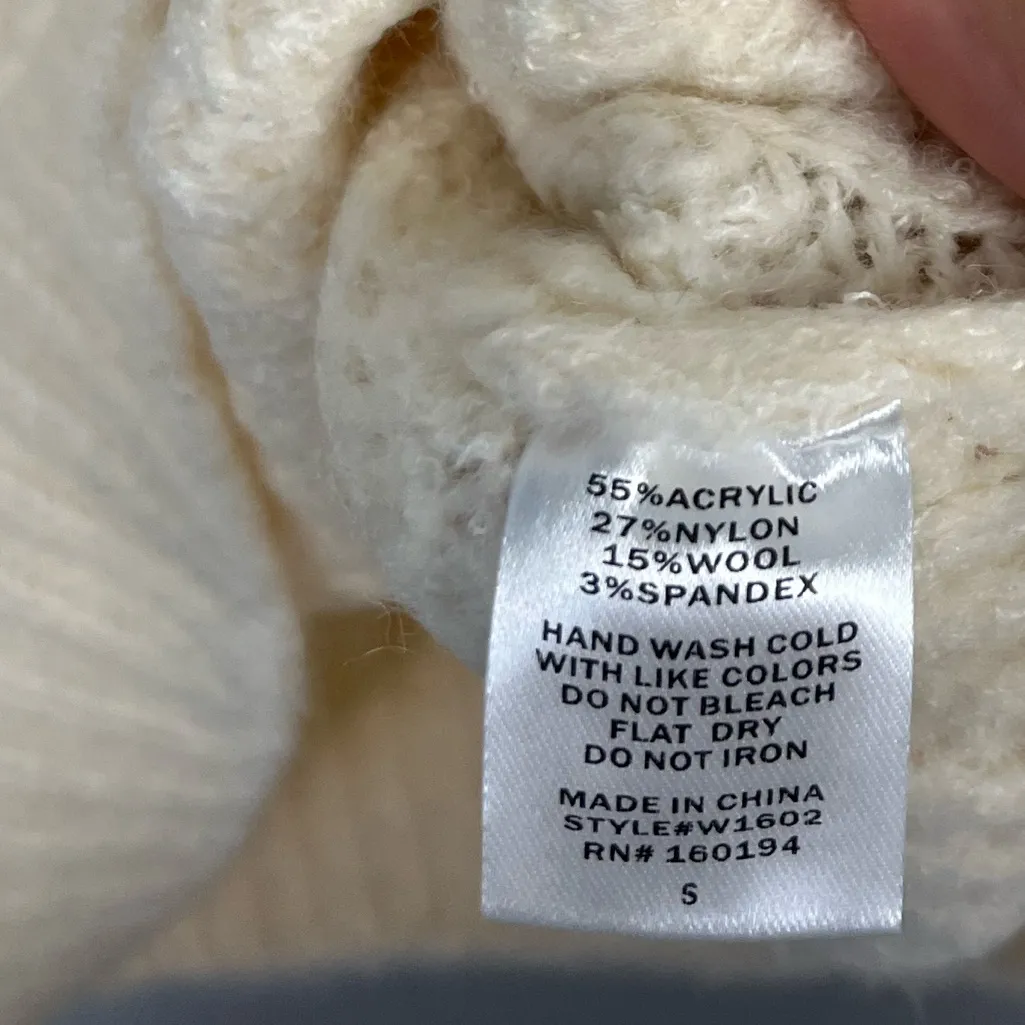 55%ACRYLIC
27%NYLON
15%WOOL
3%SPANDEX
HAND WASH COLD
WITH LIKE COLORS
DO NOT BLEACH
FLAT DRY
DO NOT IRON
MADE IN CHINA
STYLE#W1602
RN# 160194
S